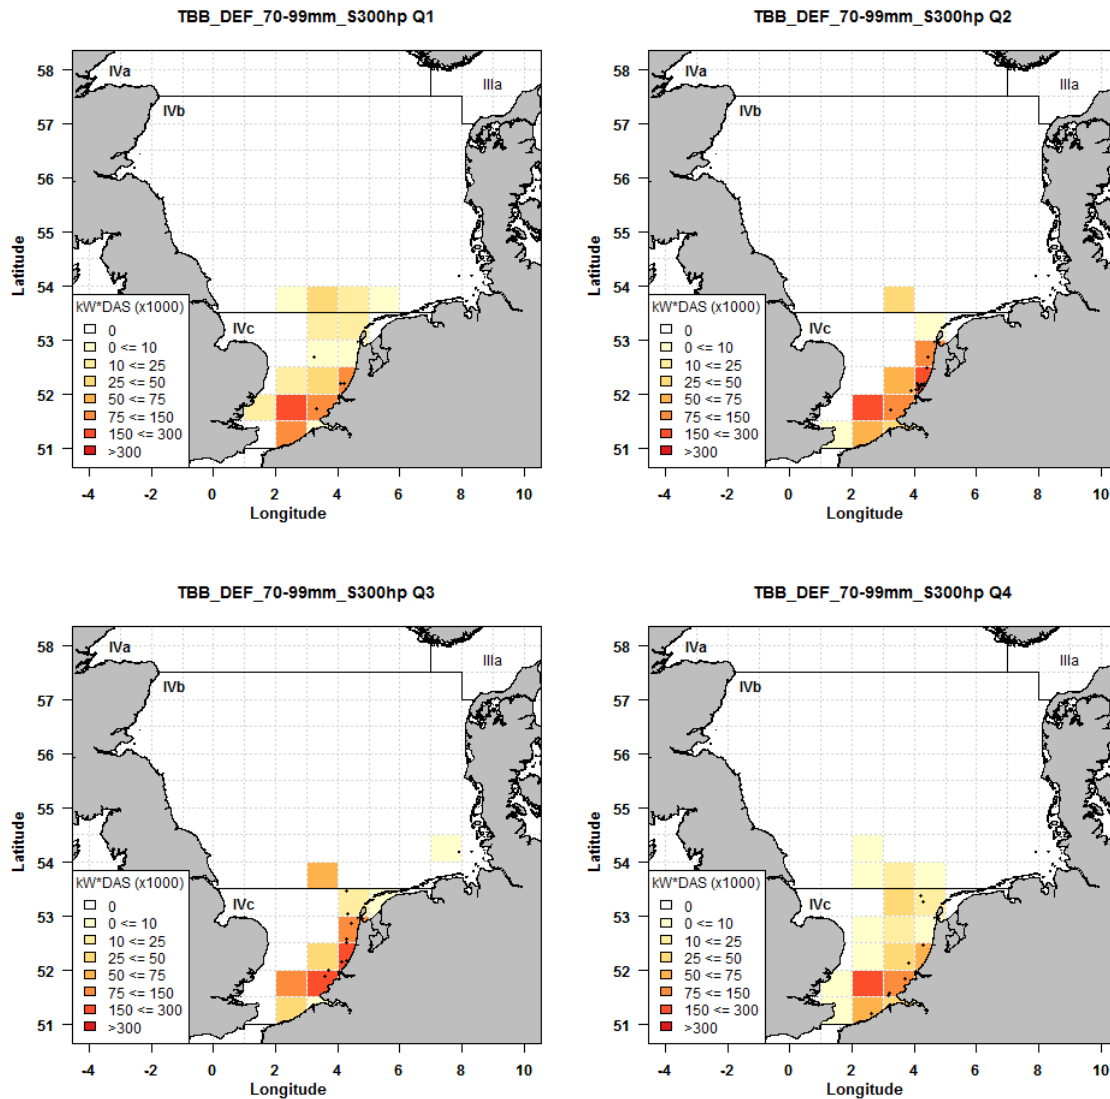 TBB_DEF_70-99mm_S300hp Q1
58
57
56
55
54
53
52
51
Latitude
IVa
IIIa
IVb
IVc
kW*DAS (x1000)
0
0 <= 10
10 <= 25
25 <= 50
50 <= 75
75 <= 150
150 <= 300
>300
-4 -2 0 2 4 6 8 10
Longitude
TBB_DEF_70-99mm_S300hp Q2
58
57
56
55
54
53
52
51
Latitude
IVa
IIIa
IVb
IVc
kW*DAS (x1000)
0
0 <= 10
10 <= 25
25 <= 50
50 <= 75
75 <= 150
150 <= 300
>300
-4 -2 0 2 4 6 8 10
Longitude
TBB_DEF_70-99mm_S300hp Q3
58
57
56
55
54
53
52
51
Latitude
IVa
IIIa
IVb
IVc
kW*DAS (x1000)
0
0 <= 10
10 <= 25
25 <= 50
50 <= 75
75 <= 150
150 <= 300
>300
-4 -2 0 2 4 6 8 10
Longitude
TBB_DEF_70-99mm_S300hp Q4
58
57
56
55
54
53
52
51
Latitude
IVa
IIIa
IVb
IVc
kW*DAS (x1000)
0
0 <= 10
10 <= 25
25 <= 50
50 <= 75
75 <= 150
150 <= 300
>300
-4 -2 0 2 4 6 8 10
Longitude